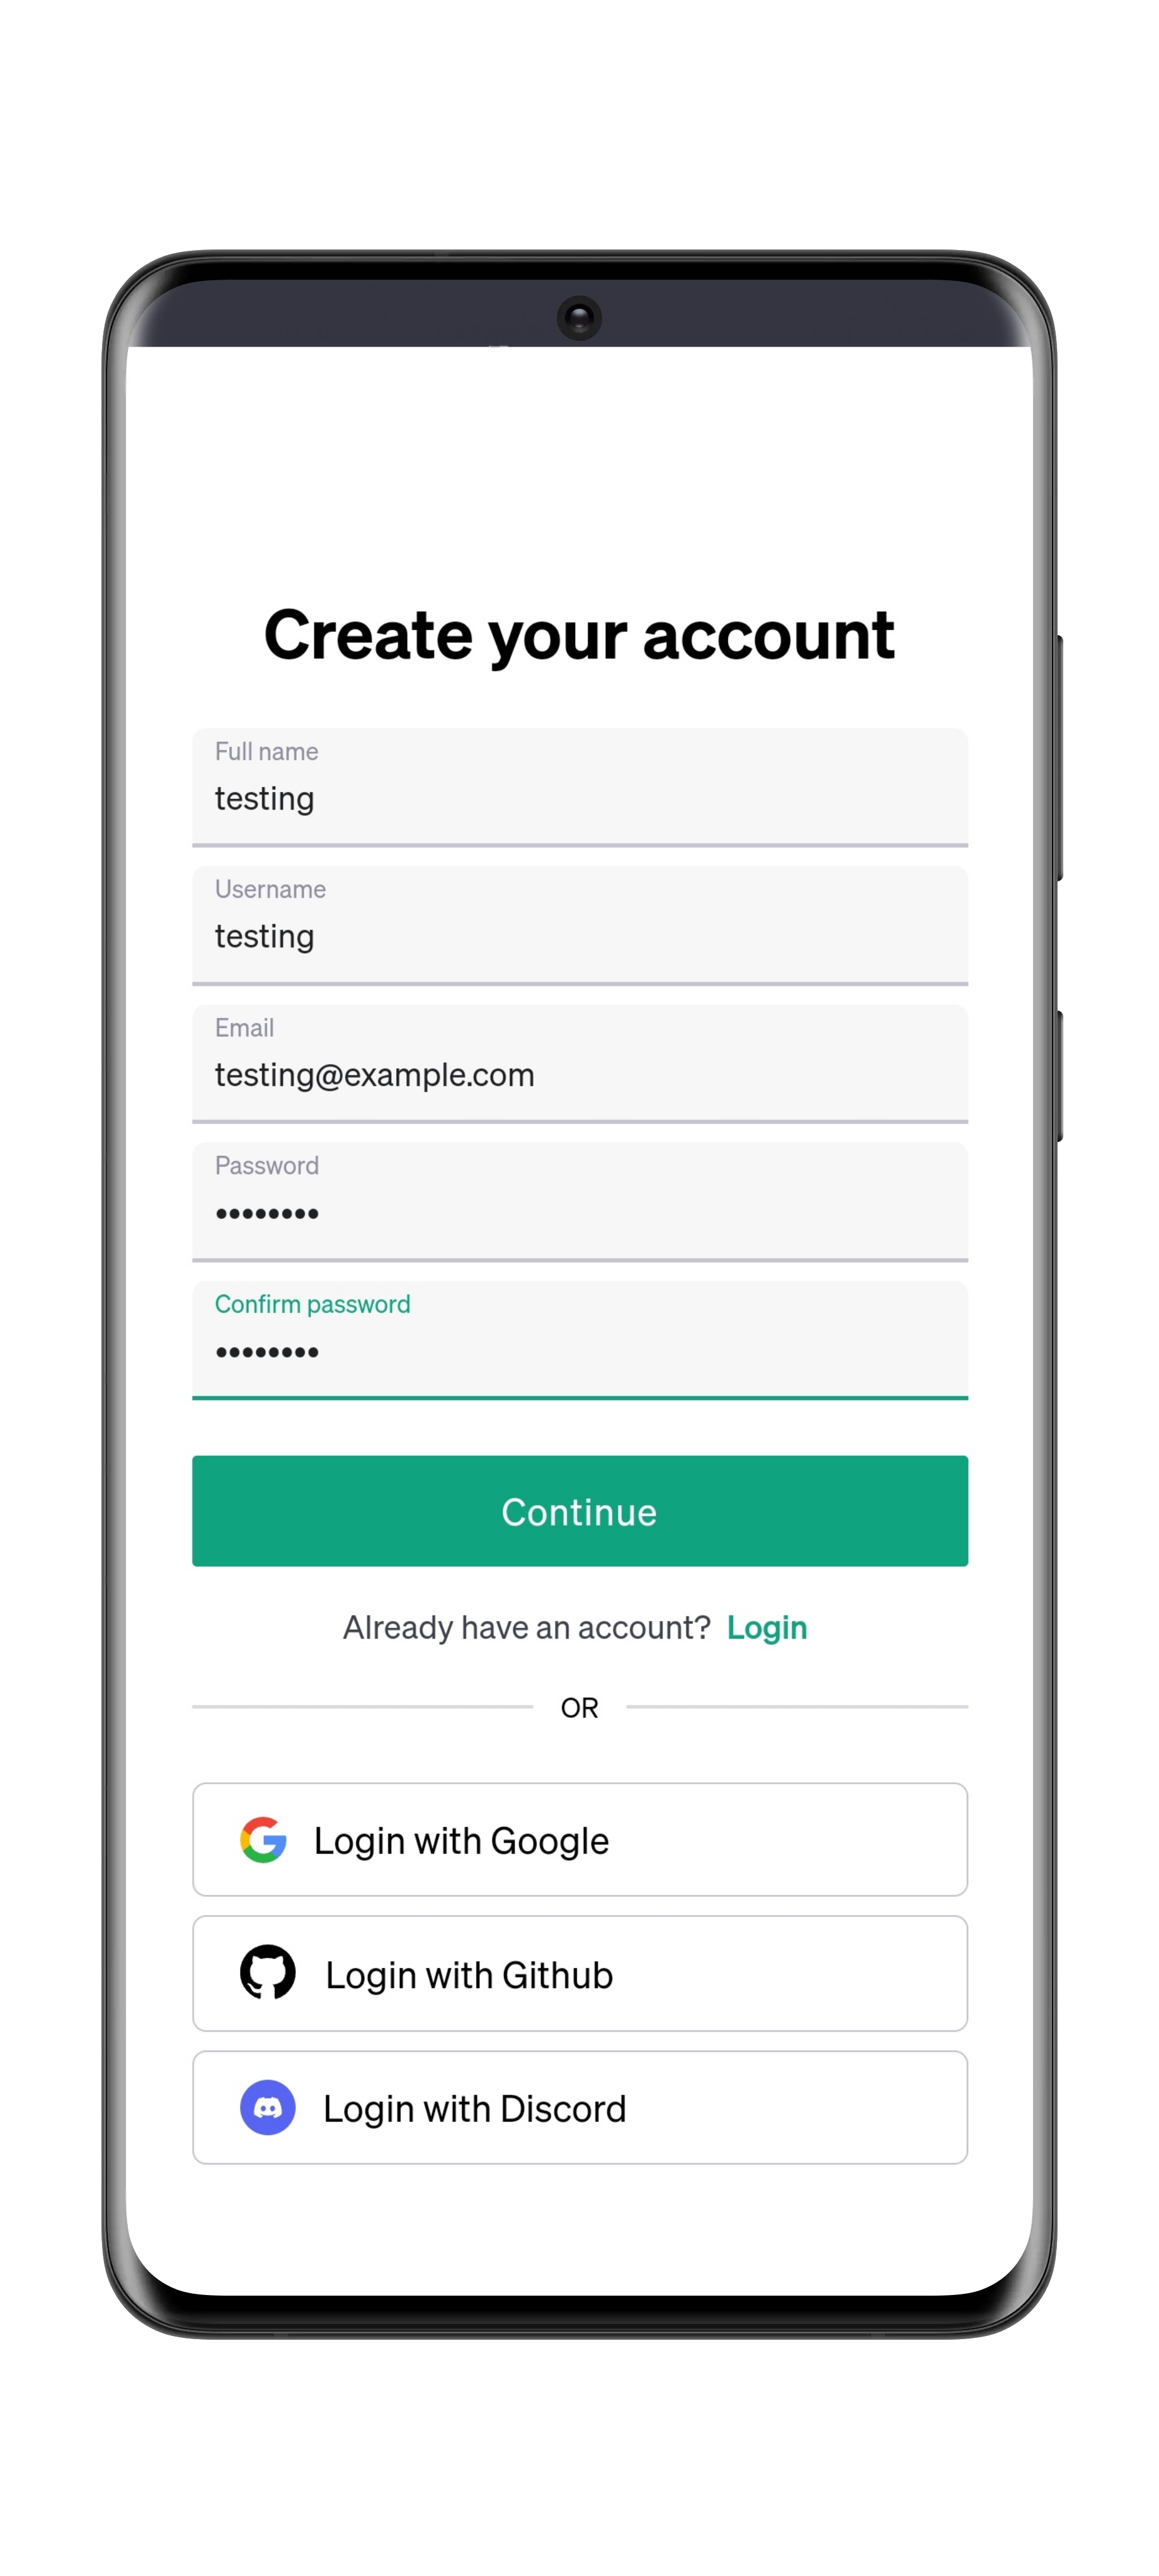 Create your account
Full name
testing
Username
testing
Email
testing@example.com
Password
••••••••
Confirm password
••••••••
Continue
Already have an account? Login
OR
Login with Google
Login with Github
Login with Discord